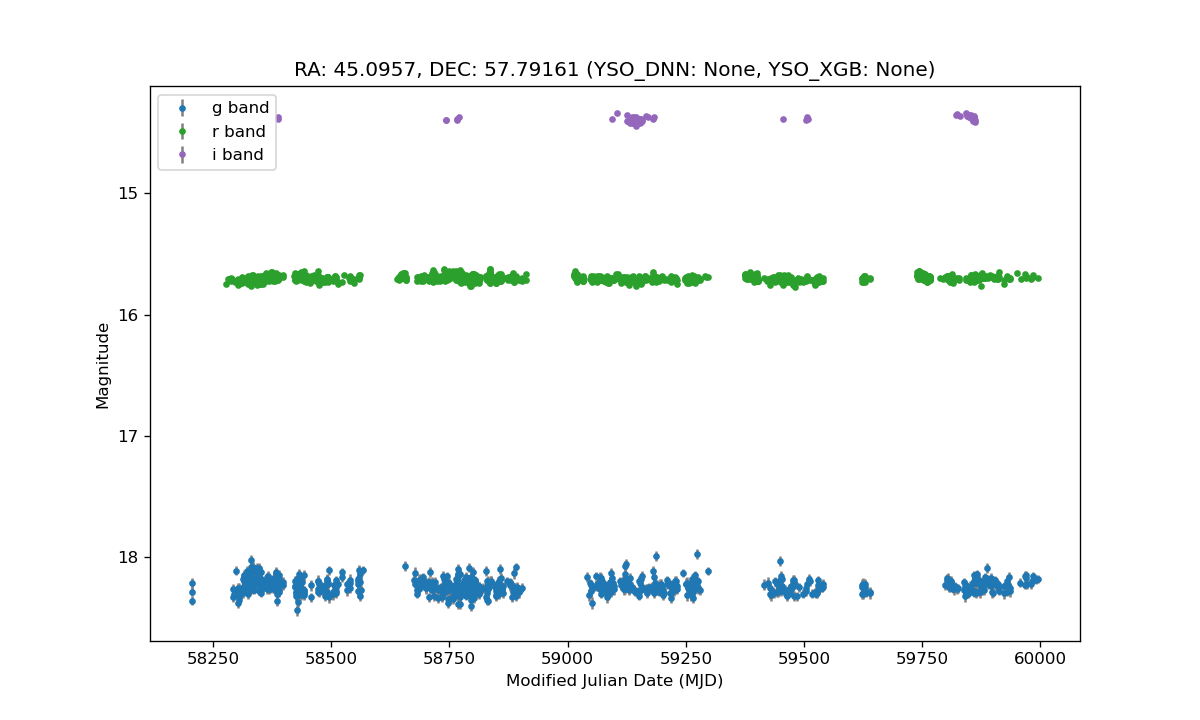 RA: 45.0957, DEC: 57.79161 (YSO_DNN: None, YSO_XGB: None)
g band
r band
i band
15
16
17
18
Magnitude
58250 58500 58750 59000 59250 59500 59750 60000
Modified Julian Date (MJD)